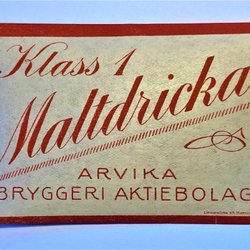 Klass 1
Maltdricka
ARVIKA
BRYGGERI AKTIEBOLAG